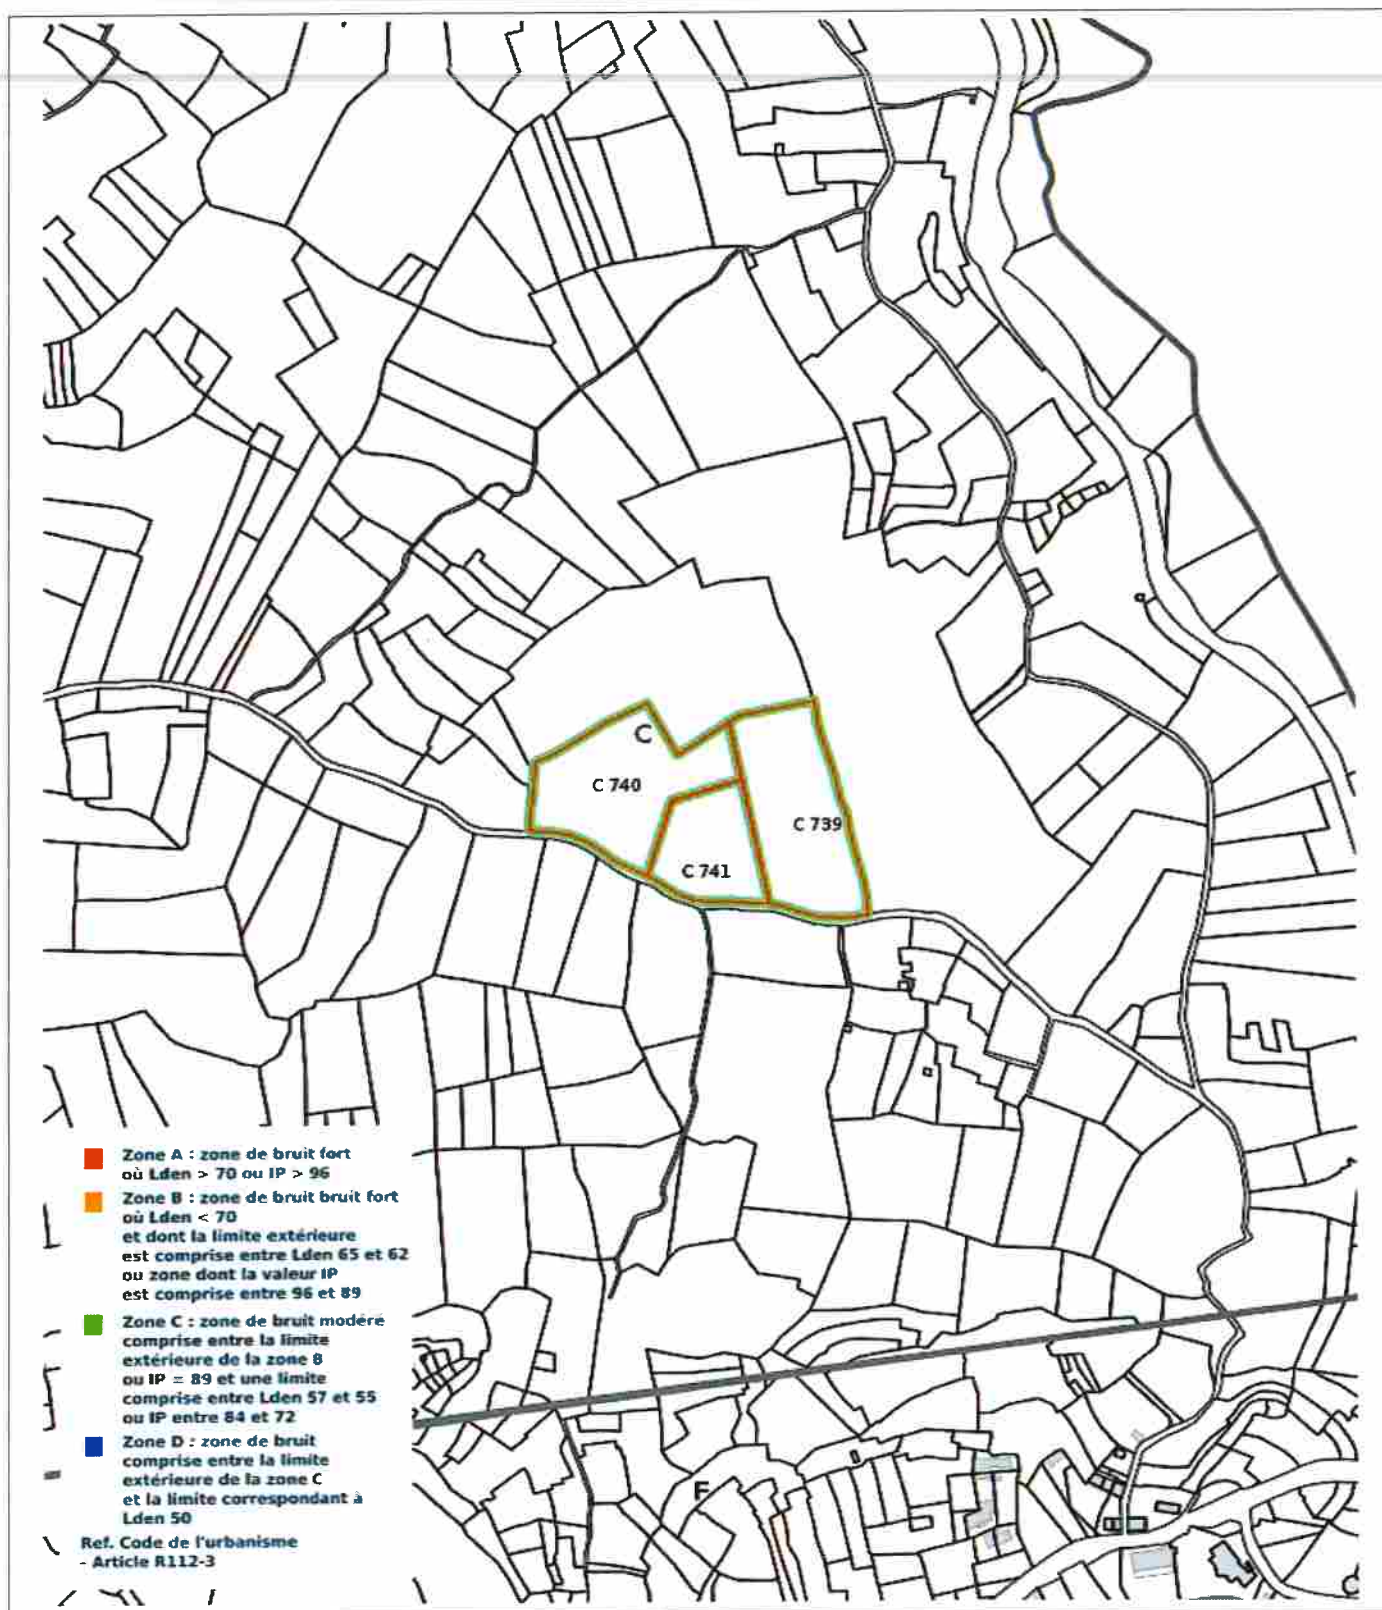 C
C 740
C 739
C 741
Zone A : zone de bruit fort
où Lden > 70 ou IP > 96
Zone B : zone de bruit bruit fort
où Lden < 70
et dont la limite extérieure
est comprise entre Lden 65 et 62
ou zone dont la valeur IP
est comprise entre 96 et 89
Zone C : zone de bruit modéré
comprise entre la limite
extérieure de la zone B
ou IP = 89 et une limite
comprise entre Lden 57 et 55
ou IP entre 84 et 72
Zone D : zone de bruit
comprise entre la limite
extérieure de la zone C
et la limite correspondant à
Lden 50
F
Ref. Code de l'urbanisme
- Article R112-3